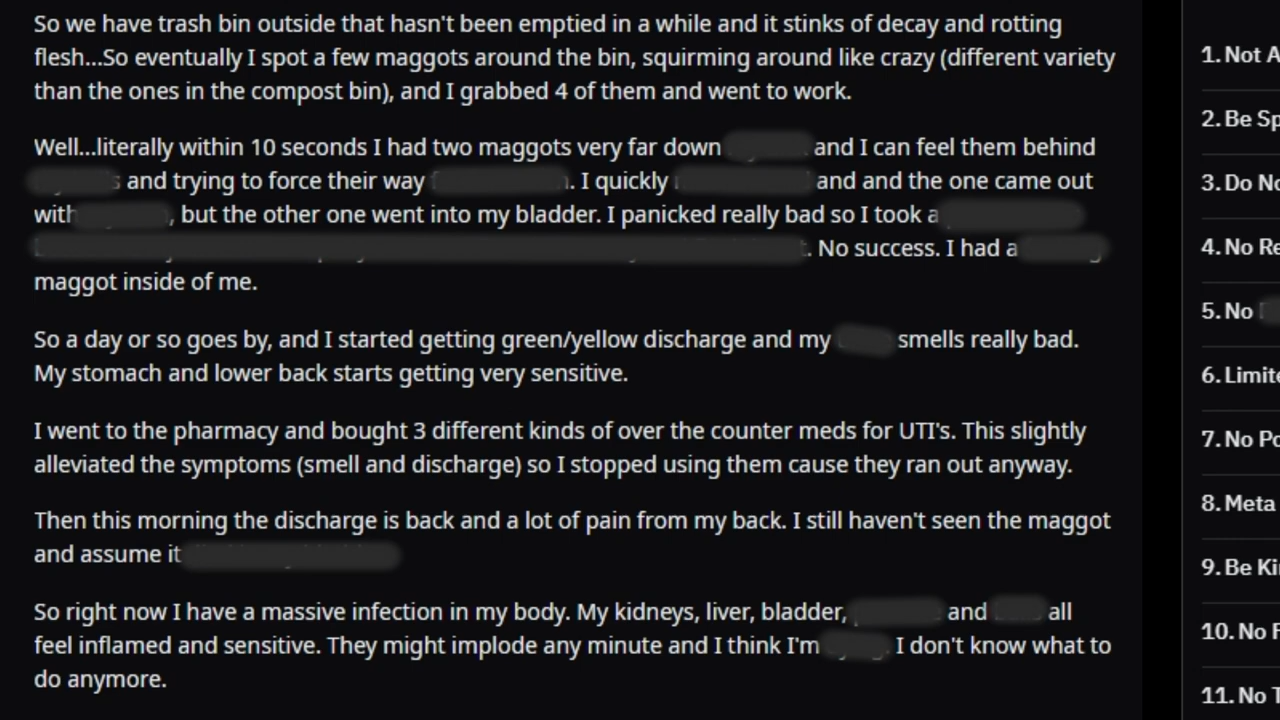 So we have trash bin outside that hasn't been emptied in a while and it stinks of decay and rotting
flesh...So eventually I spot a few maggots around the bin, squirming around like crazy (different variety
than the ones in the compost bin), and I grabbed 4 of them and went to work.
Well...literally within 10 seconds I had two maggots very far down and I can feel them behind
and trying to force their way . I quickly and and the one came out
with , but the other one went into my bladder. I panicked really bad so I took a
. No success. I had a
maggot inside of me.
So a day or so goes by, and I started getting green/yellow discharge and my smells really bad.
My stomach and lower back starts getting very sensitive.
I went to the pharmacy and bought 3 different kinds of over the counter meds for UTI's. This slightly
alleviated the symptoms (smell and discharge) so I stopped using them cause they ran out anyway.
Then this morning the discharge is back and a lot of pain from my back. I still haven't seen the maggot
and assume it
So right now I have a massive infection in my body. My kidneys, liver, bladder, and all
feel inflamed and sensitive. They might implode any minute and I think I'm . I don't know what to
do anymore.
1. Not A
2. Be Sp
3. Do No
4. No Re
5. No
6. Limite
7. No Po
8. Meta
9. Be Ki
10. No F
11. No T